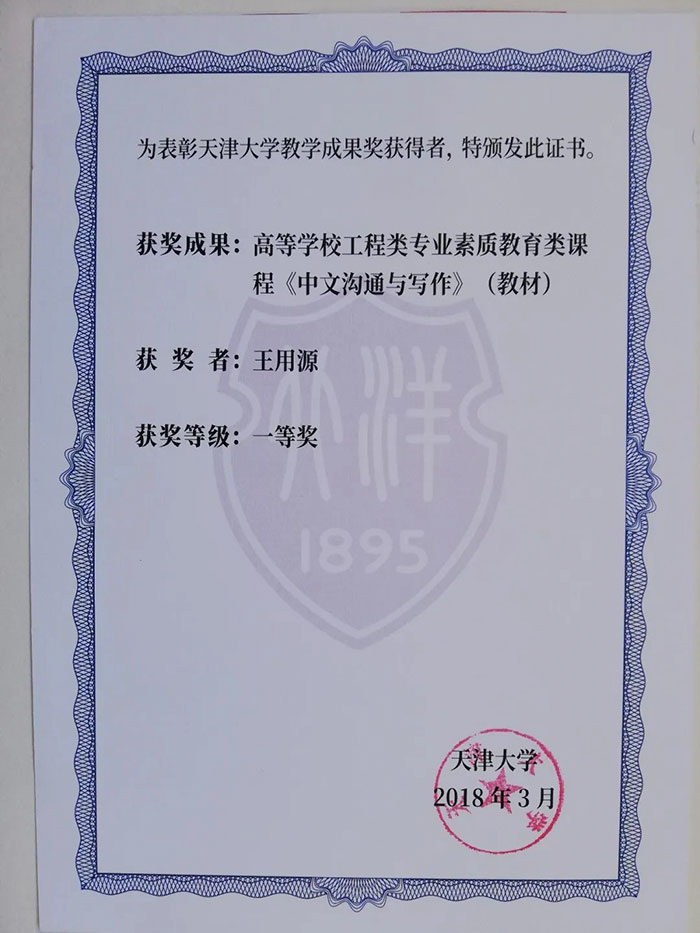 为表彰天津大学教学成果奖获得者，特颁发此证书。
获奖成果：高等学校工程类专业素质教育类课
程《中文沟通与写作》（教材）
获奖者：王用源
获奖等级：一等奖
1895
天津大学
2018年3月